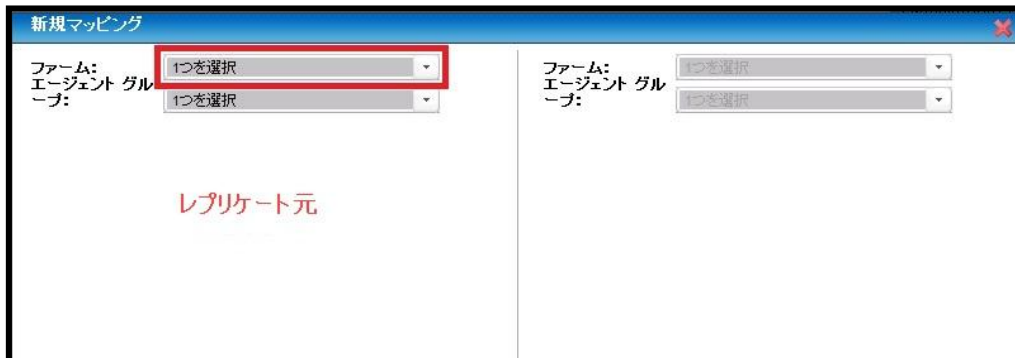 新規マッピング
ファーム: 1つを選択
エージェント グル
ープ: 1つを選択
ファーム: 1つを選択
エージェント グル
ープ: 1つを選択
レプリケート元